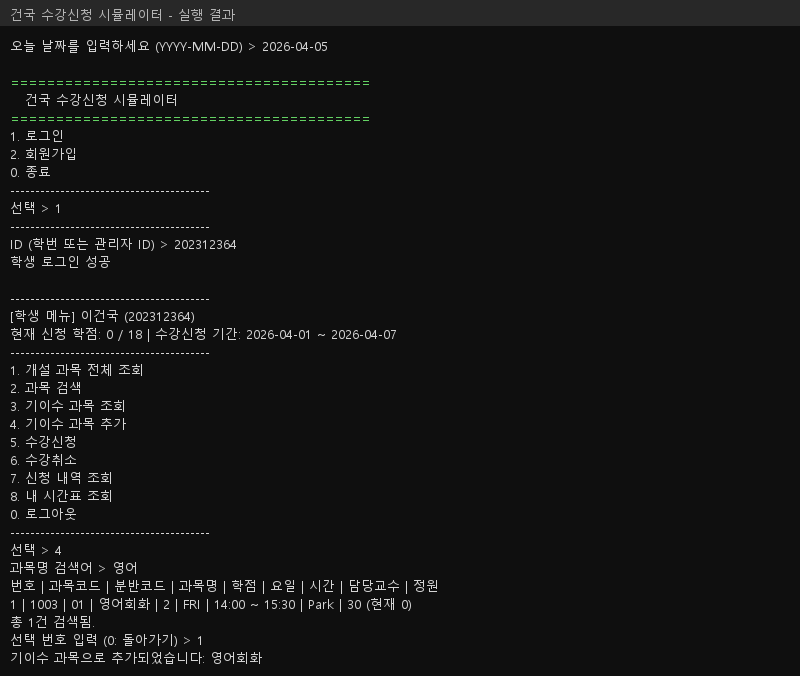 건국 수강신청 시뮬레이터 - 실행 결과
오늘 날짜를 입력하세요 (YYYY-MM-DD) > 2026-04-05
========================================
건국 수강신청 시뮬레이터
========================================
1. 로그인
2. 회원가입
0. 종료
----------------------------------------
선택 > 1
----------------------------------------
ID (학번 또는 관리자 ID) > 202312364
학생 로그인 성공
----------------------------------------
[학생 메뉴] 이건국 (202312364)
현재 신청 학점: 0 / 18 | 수강신청 기간: 2026-04-01 ~ 2026-04-07
----------------------------------------
1. 개설 과목 전체 조회
2. 과목 검색
3. 기이수 과목 조회
4. 기이수 과목 추가
5. 수강신청
6. 수강취소
7. 신청 내역 조회
8. 내 시간표 조회
0. 로그아웃
----------------------------------------
선택 > 4
과목명 검색어 > 영어
번호 | 과목코드 | 분반코드 | 과목명 | 학점 | 요일 | 시간 | 담당교수 | 정원
1 | 1003 | 01 | 영어회화 | 2 | FRI | 14:00 ~ 15:30 | Park | 30 (현재 0)
총 1건 검색됨.
선택 번호 입력 (0: 돌아가기) > 1
기이수 과목으로 추가되었습니다: 영어회화